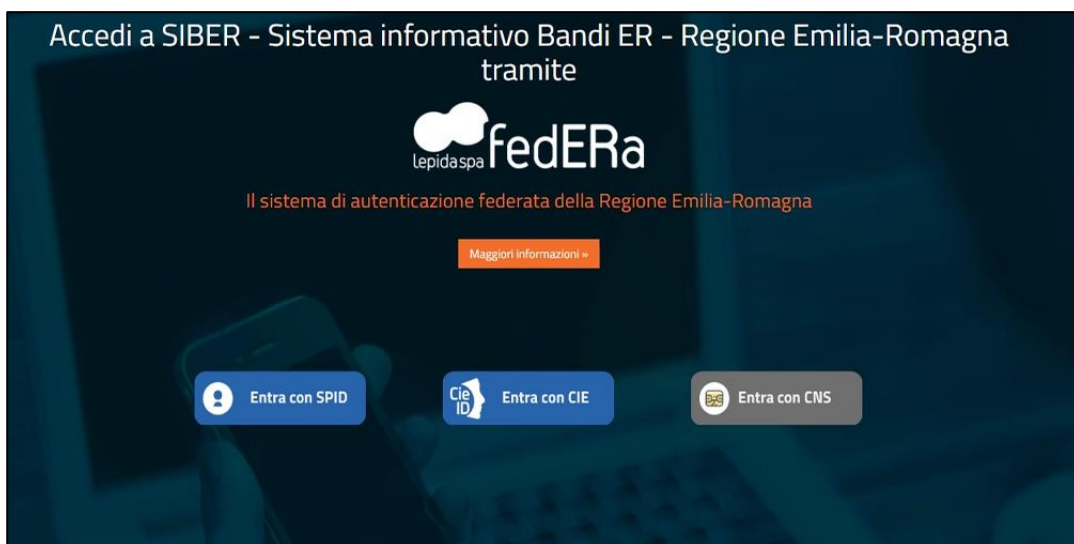 Accedi a SIBER - Sistema informativo Bandi ER - Regione Emilia-Romagna
tramite
Lepidaspa fedERa
Il sistema di autenticazione federata della Regione Emilia-Romagna
Maggiori informazioni »
Entra con SPID
Cie ID Entra con CIE
Entra con CNS